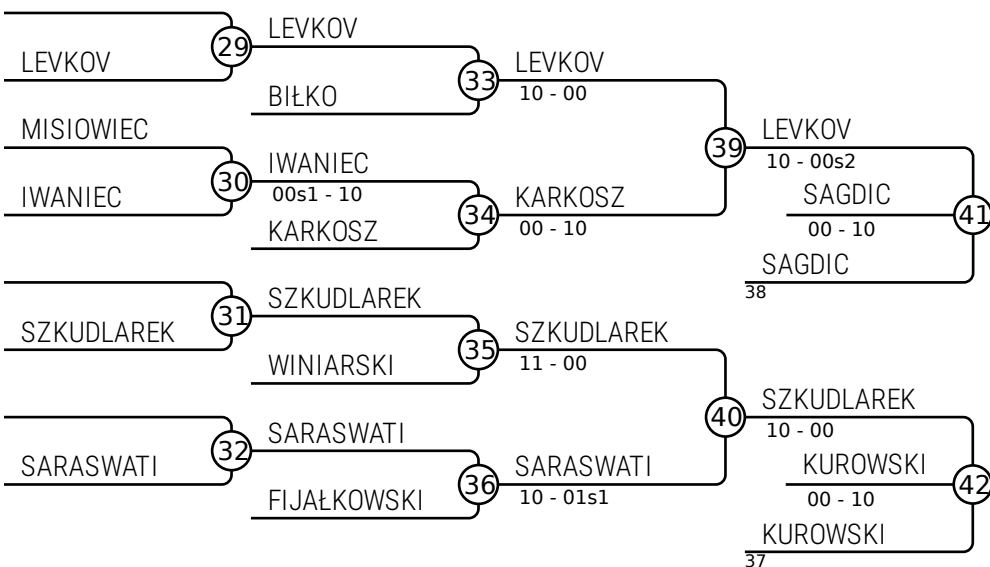 29
LEVKOV
LEVKOV
33
BIŁKO
LEVKOV
10 - 00
MISIOWIEC
30
IWANIEC
IWANIEC
00s1 - 10
34
KARKOSZ
KARKOSZ
00 - 10
39
LEVKOV
10 - 00s2
SAGDIC
00 - 10
41
SAGDIC
38
31
SZKUDLAREK
SZKUDLAREK
35
WINIARSKI
SZKUDLAREK
11 - 00
32
SARASWATI
SARASWATI
36
FIJAŁKOWSKI
SARASWATI
10 - 01s1
40
SZKUDLAREK
10 - 00
KUROWSKI
00 - 10
42
KUROWSKI
37